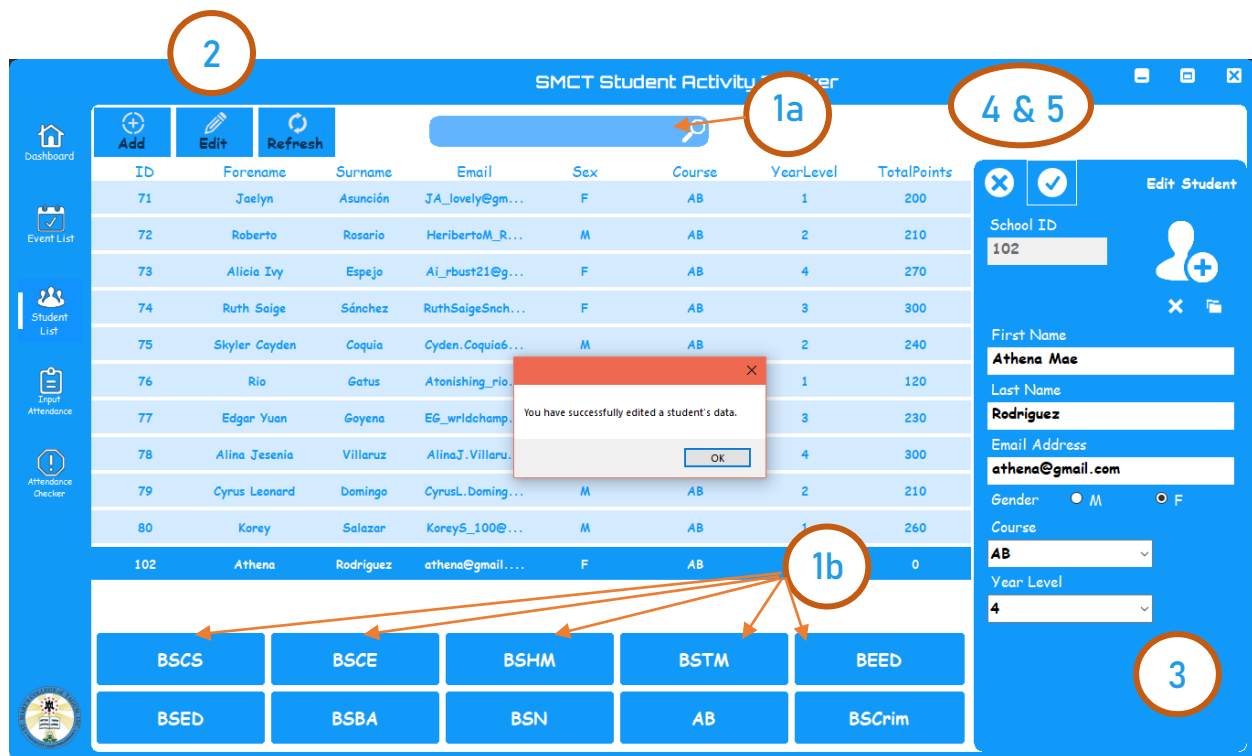 2
SMCT Student Activity
1a
4 & 5
Dashboard
Add
Edit
Refresh
ID Forename Surname Email Sex Course YearLevel TotalPoints
71 Jaelyn Asunción JA_lovely@gm... F AB 1 200
72 Roberto Rosario HeribertoM_R... M AB 2 210
73 Alicia Ivy Espejo Ai_rbust21@g... F AB 4 270
74 Ruth Saige Sánchez RuthSaigeSnch... F AB 3 300
75 Skyler Cayden Coquia Cyden.Coquia6... M AB 2 240
76 Rio Gatus Atonishing_rio. 1 120
77 Edgar Yuan Goyena EG_wrldchamp. 3 230
78 Alina Jesenia Villaruz AlinaJ.Villaru. 4 300
79 Cyrus Leonard Domingo CyrusL.Doming... M AB 2 210
80 Korey Salazar KoreyS_100@... M AB 1 260
102 Athena Rodriguez athena@gmail.... F AB 0
Event List
Student
List
Input
Attendance
Attendance
Checker
You have successfully edited a student's data.
OK
1b
BSCS
BSCE
BSHM
BSTM
BEED
BSED
BSBA
BSN
AB
BSCrim
Edit Student
School ID
102
First Name
Athena Mae
Last Name
Rodriguez
Email Address
athena@gmail.com
Gender M F
Course
AB
Year Level
4
3